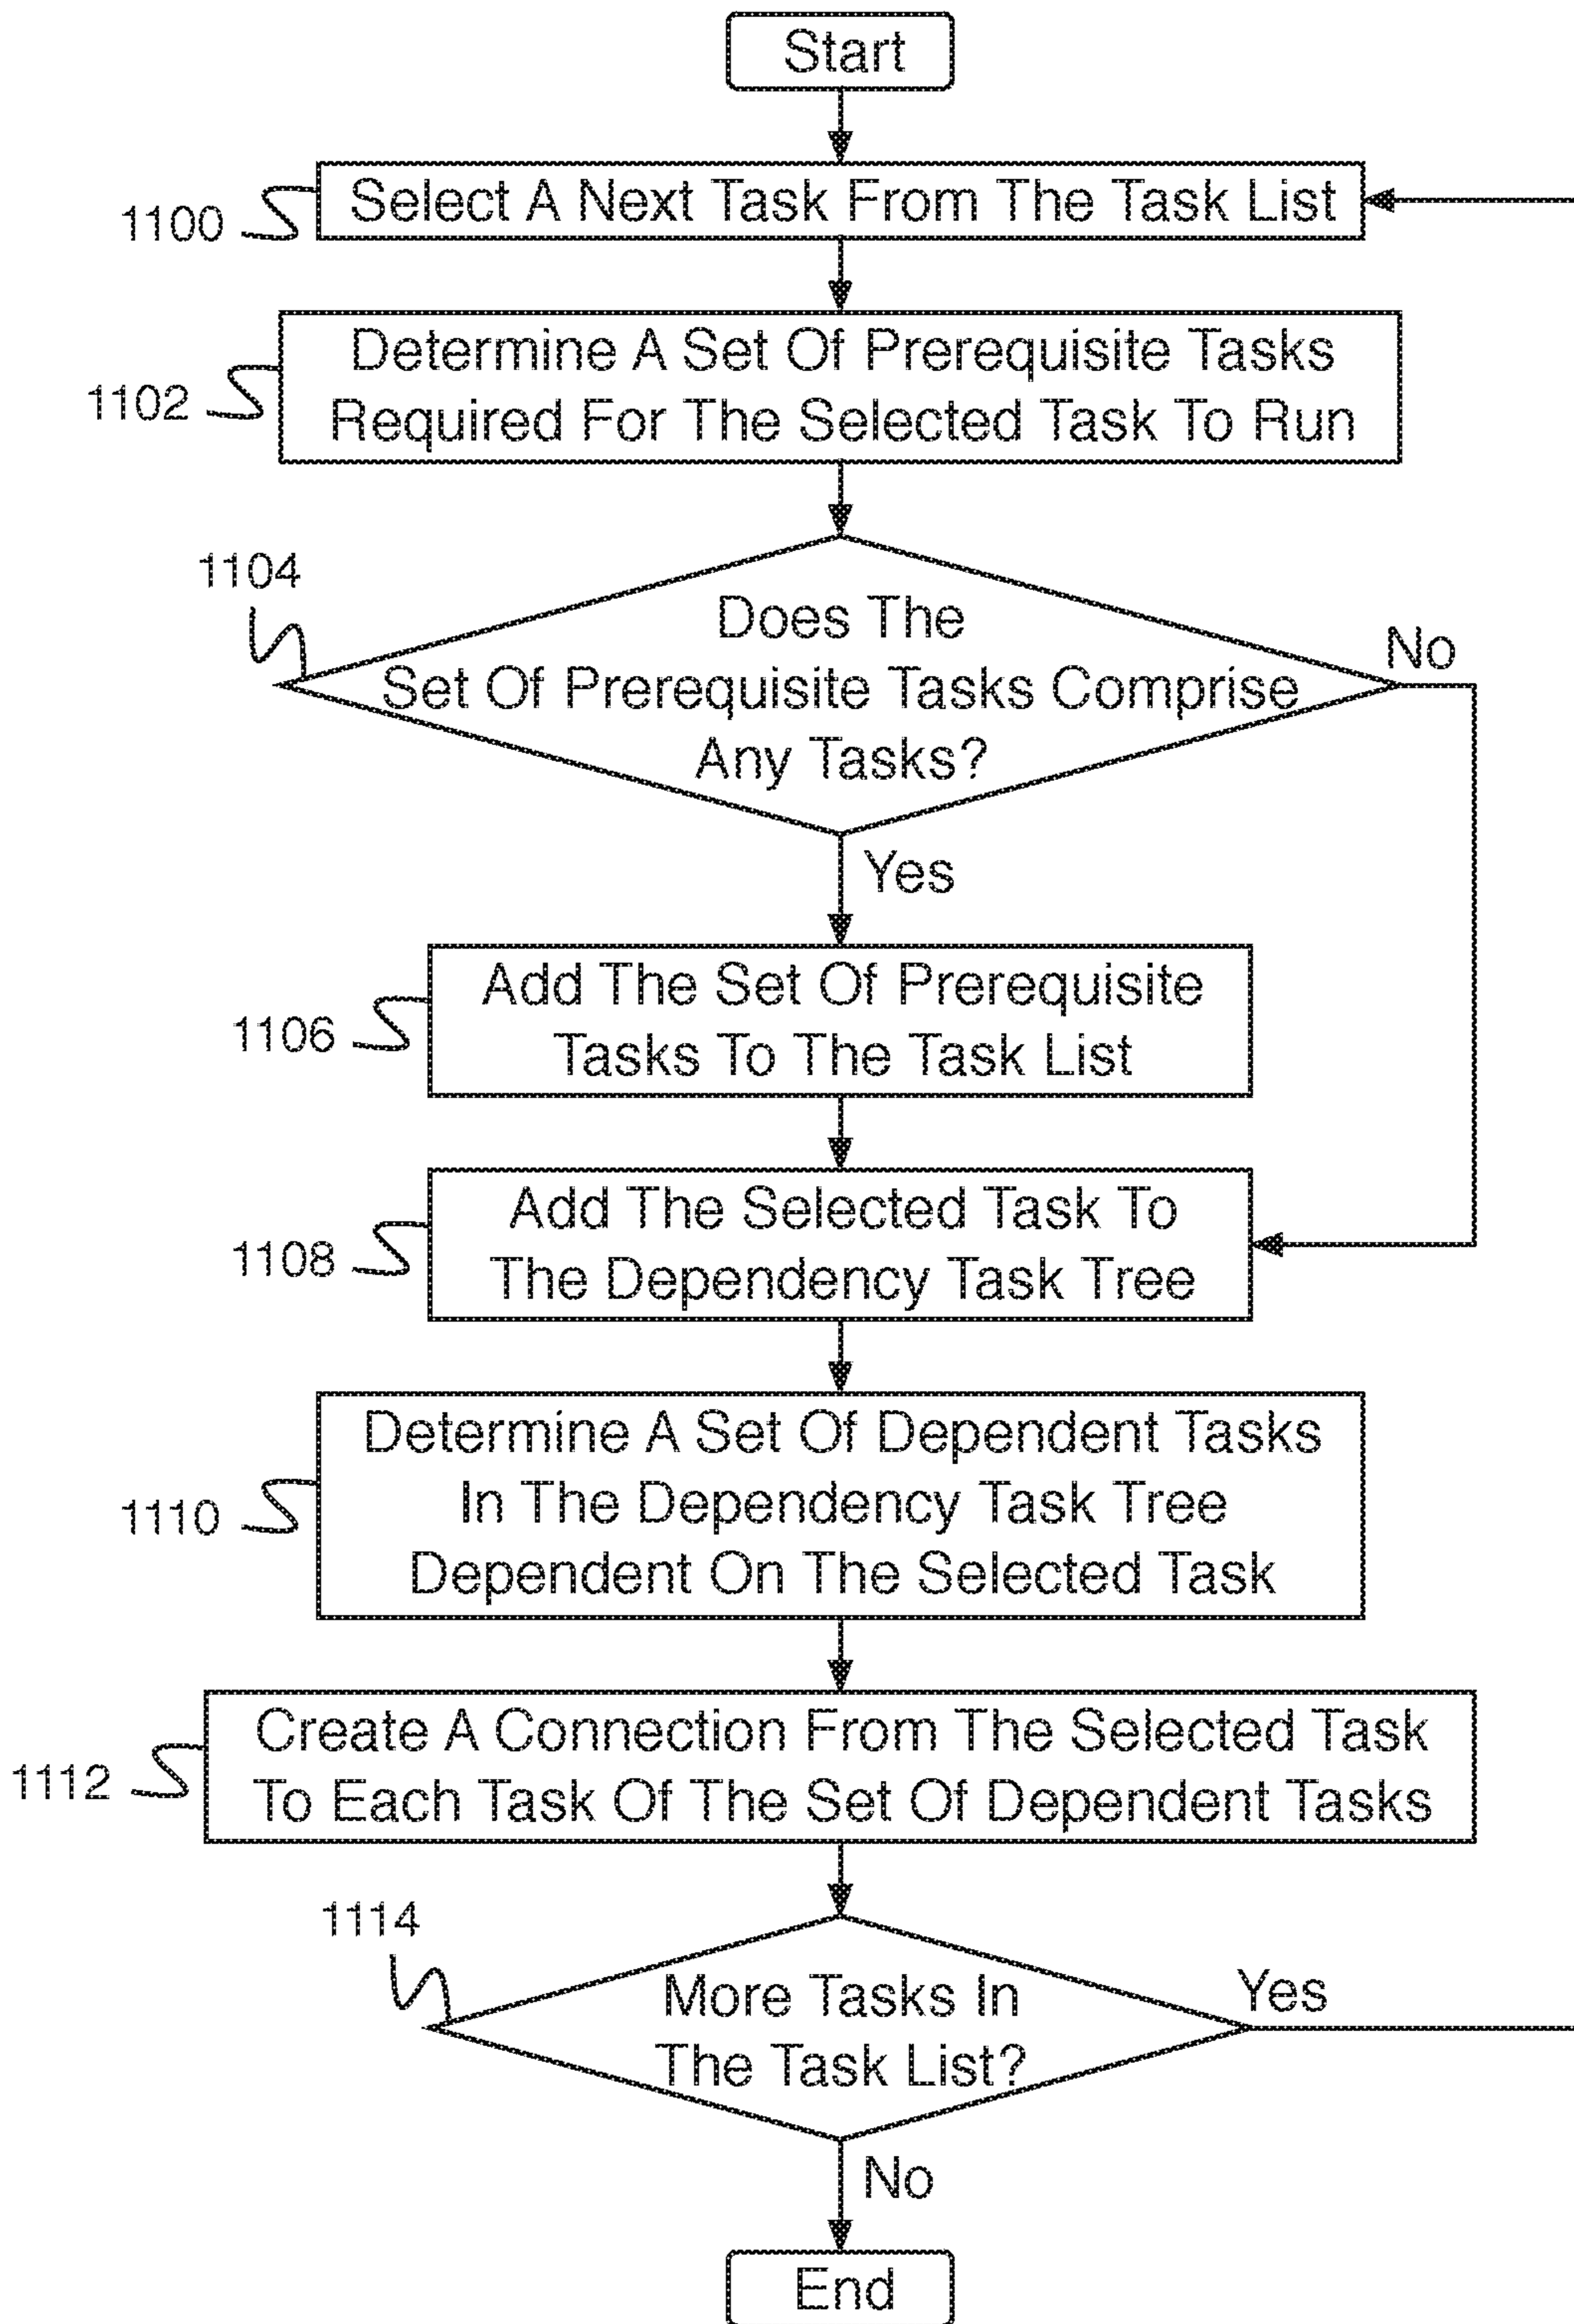 Start
1100
Select A Next Task From The Task List
1102
Determine A Set Of Prerequisite Tasks
Required For The Selected Task To Run
1104
Does The
Set Of Prerequisite Tasks Comprise
Any Tasks?
No
Yes
1106
Add The Set Of Prerequisite
Tasks To The Task List
1108
Add The Selected Task To
The Dependency Task Tree
1110
Determine A Set Of Dependent Tasks
In The Dependency Task Tree
Dependent On The Selected Task
1112
Create A Connection From The Selected Task
To Each Task Of The Set Of Dependent Tasks
1114
More Tasks In
The Task List?
Yes
No
End